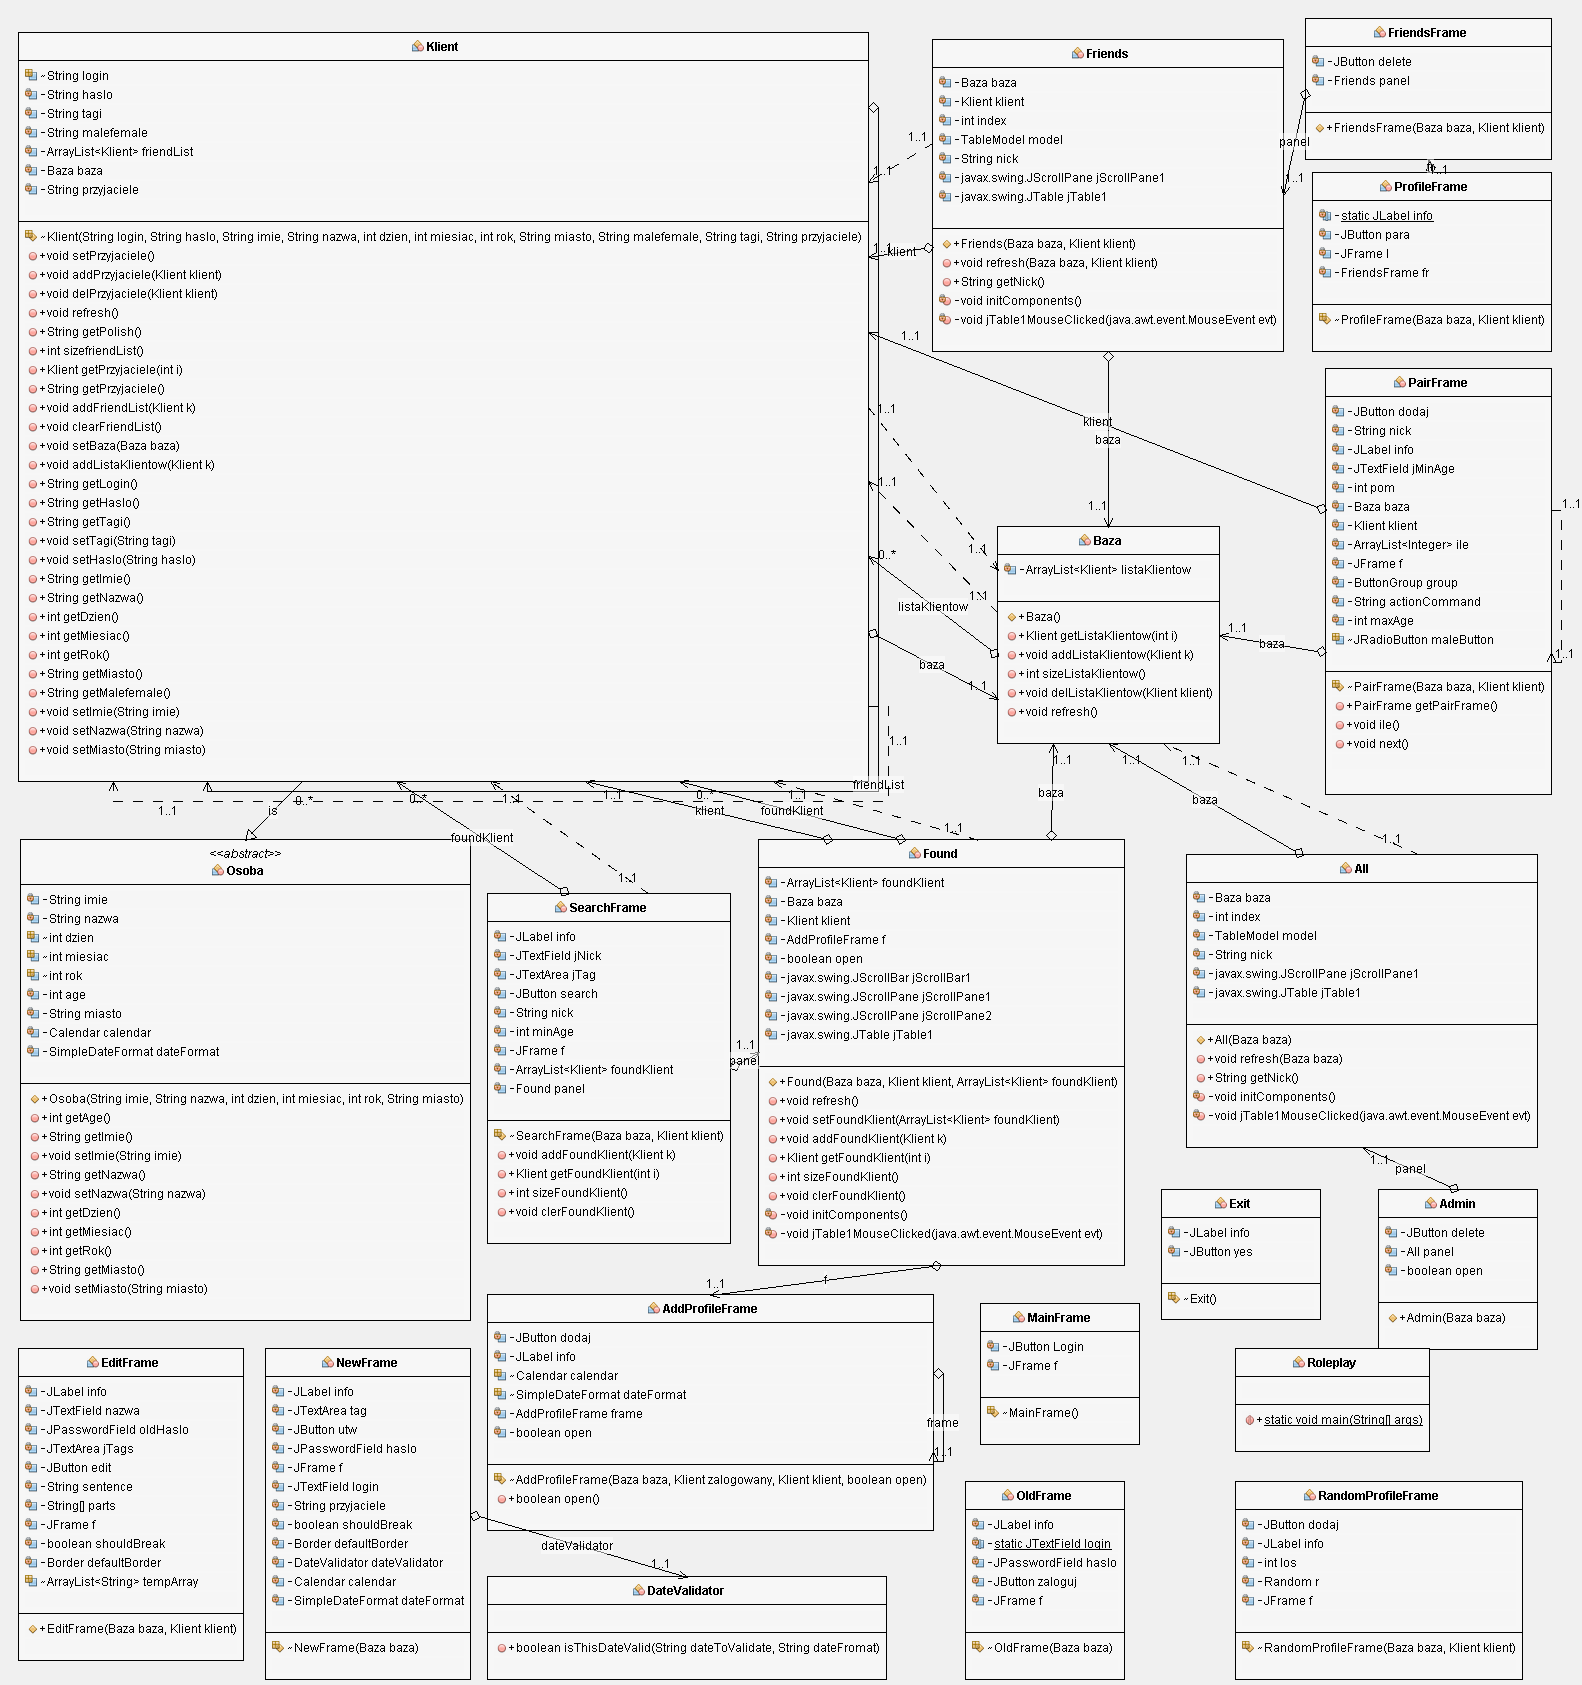 Klient
~String login
-String haslo
-String tagi
-String malefemale
-ArrayList<Klient> friendList
-Baza baza
-String przyjaciele
~Klient(String login, String haslo, String imie, String nazwa, int dzien, int miesiac, int rok, String miasto, String malefemale, String tagi, String przyjaciele)
+void setPrzyjaciele()
+void addPrzyjaciele(Klient klient)
+void delPrzyjaciele(Klient klient)
+void refresh()
+String getPolish()
+int sizefriendList()
+Klient getPrzyjaciele(int i)
+String getPrzyjaciele()
+void addFriendList(Klient k)
+void clearFriendList()
+void setBaza(Baza baza)
+void addListaKlientow(Klient k)
+String getLogin()
+String getHaslo()
+String getTagi()
+void setTagi(String tagi)
+void setHaslo(String haslo)
+String getImie()
+String getNazwa()
+int getDzien()
+int getMiesiac()
+int getRok()
+String getMiasto()
+String getMalefemale()
+void setImie(String imie)
+void setNazwa(String nazwa)
+void setMiasto(String miasto)
Friends
-Baza baza
-Klient klient
-int index
-TableModel model
-String nick
-javax.swing.JScrollPane jScrollPane1
-javax.swing.JTable jTable1
+Friends(Baza baza, Klient klient)
+void refresh(Baza baza, Klient klient)
+String getNick()
-void initComponents()
-void jTable1MouseClicked(java.awt.event.MouseEvent evt)
FriendsFrame
-JButton delete
-Friends panel
+FriendsFrame(Baza baza, Klient klient)
panel
1..1
1..1
1..1
1..1
klient
1..1
1..1
ProfileFrame
-static JLabel info
-JButton para
-JFrame l
-FriendsFrame fr
~ProfileFrame(Baza baza, Klient klient)
1..1
klient
baza
1..1
PairFrame
-JButton dodaj
-String nick
-JLabel info
-JTextField jMinAge
-int pom
-Baza baza
-Klient klient
-ArrayList<Integer> ile
-JFrame f
-ButtonGroup group
-String actionCommand
-int maxAge
~JRadioButton maleButton
~PairFrame(Baza baza, Klient klient)
+PairFrame getPairFrame()
+void ile()
+void next()
1..1
1..1
1..1
1..1
1..1
1..1
0..*
listaKlientow
baza
1..1
1..1
baza
Baza
-ArrayList<Klient> listaKlientow
+Baza()
+Klient getListaKlientow(int i)
+void addListaKlientow(Klient k)
+int sizeListaKlientow()
+void delListaKlientow(Klient klient)
+void refresh()
1..1
friendList
1..1
is
0..*
0..*
1..1
1..1
0..*
1..1
klient
foundKlient
foundKlient
1..1
1..1
1..1
baza
1..1
1..1
baza
1..1
<<abstract>>
Osoba
-String imie
-String nazwa
~int dzien
~int miesiac
~int rok
-int age
-String miasto
-Calendar calendar
-SimpleDateFormat dateFormat
+Osoba(String imie, String nazwa, int dzien, int miesiac, int rok, String miasto)
+int getAge()
+String getImie()
+void setImie(String imie)
+String getNazwa()
+void setNazwa(String nazwa)
+int getDzien()
+int getMiesiac()
+int getRok()
+String getMiasto()
+void setMiasto(String miasto)
SearchFrame
-JLabel info
-JTextField jNick
-JTextArea jTag
-JButton search
-String nick
-int minAge
-JFrame f
-ArrayList<Klient> foundKlient
-Found panel
~SearchFrame(Baza baza, Klient klient)
+void addFoundKlient(Klient k)
+Klient getFoundKlient(int i)
+int sizeFoundKlient()
+void clerFoundKlient()
1..1
panel
Found
-ArrayList<Klient> foundKlient
-Baza baza
-Klient klient
-AddProfileFrame f
-boolean open
-javax.swing.JScrollBar jScrollBar1
-javax.swing.JScrollPane jScrollPane1
-javax.swing.JScrollPane jScrollPane2
-javax.swing.JTable jTable1
+Found(Baza baza, Klient klient, ArrayList<Klient> foundKlient)
+void refresh()
+void setFoundKlient(ArrayList<Klient> foundKlient)
+void addFoundKlient(Klient k)
+Klient getFoundKlient(int i)
+int sizeFoundKlient()
+void clerFoundKlient()
-void initComponents()
-void jTable1MouseClicked(java.awt.event.MouseEvent evt)
All
-Baza baza
-int index
-TableModel model
-String nick
-javax.swing.JScrollPane jScrollPane1
-javax.swing.JTable jTable1
+All(Baza baza)
+void refresh(Baza baza)
+String getNick()
-void initComponents()
-void jTable1MouseClicked(java.awt.event.MouseEvent evt)
1..1
panel
Exit
-JLabel info
-JButton yes
~Exit()
Admin
-JButton delete
-All panel
-boolean open
+Admin(Baza baza)
1..1
f
AddProfileFrame
-JButton dodaj
-JLabel info
~Calendar calendar
~SimpleDateFormat dateFormat
-AddProfileFrame frame
-boolean open
~AddProfileFrame(Baza baza, Klient zalogowany, Klient klient, boolean open)
+boolean open()
frame
1..1
MainFrame
-JButton Login
-JFrame f
~MainFrame()
Roleplay
+static void main(String[] args)
EditFrame
-JLabel info
-JTextField nazwa
-JPasswordField oldHaslo
-JTextArea jTags
-JButton edit
-String sentence
-String[] parts
-JFrame f
-boolean shouldBreak
-Border defaultBorder
~ArrayList<String> tempArray
+EditFrame(Baza baza, Klient klient)
NewFrame
-JLabel info
-JTextArea tag
-JButton utw
-JPasswordField haslo
-JFrame f
-JTextField login
-String przyjaciele
-boolean shouldBreak
-Border defaultBorder
-DateValidator dateValidator
-Calendar calendar
-SimpleDateFormat dateFormat
~NewFrame(Baza baza)
dateValidator
1..1
DateValidator
+boolean isThisDateValid(String dateToValidate, String dateFromat)
OldFrame
-JLabel info
-static JTextField login
-JPasswordField haslo
-JButton zaloguj
-JFrame f
~OldFrame(Baza baza)
RandomProfileFrame
-JButton dodaj
-JLabel info
-int los
-Random r
-JFrame f
~RandomProfileFrame(Baza baza, Klient klient)